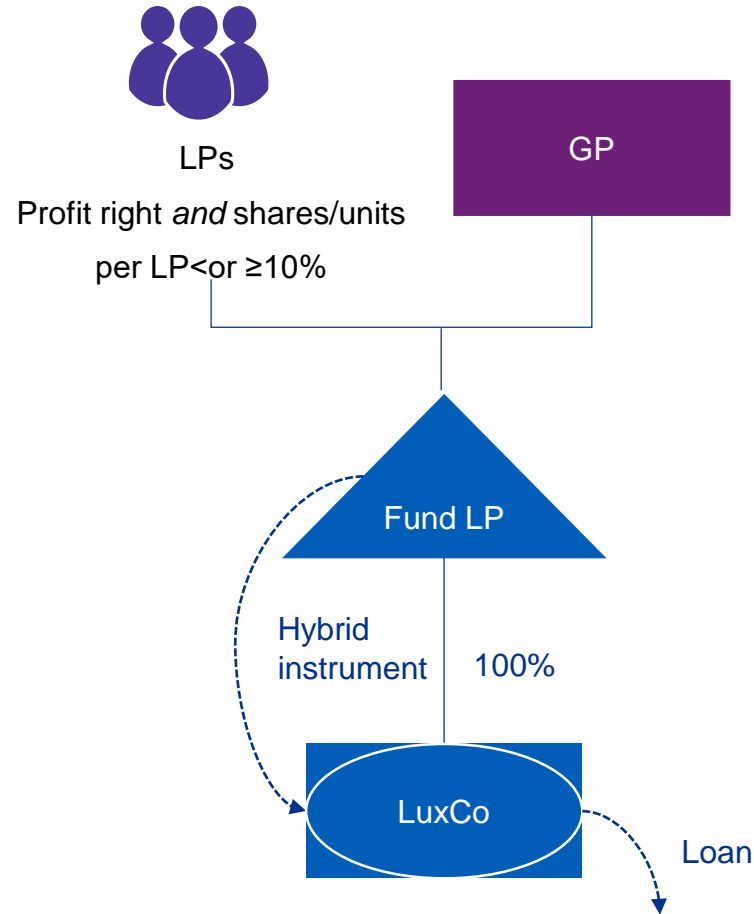 LPs
Profit right and shares/units
per LP<or ≥10%
GP
Fund LP
Hybrid
instrument
100%
LuxCo
Loan